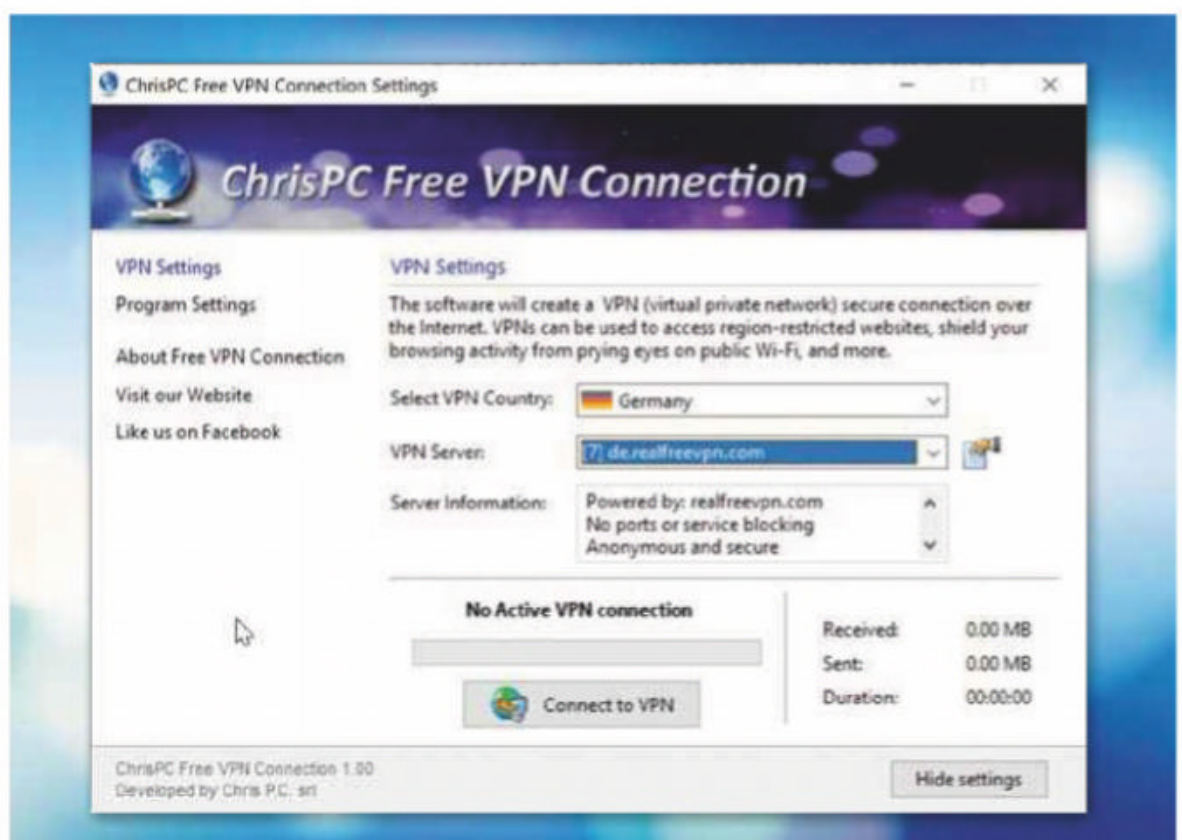 ChrisPC Free VPN Connection Settings
ChrisPC Free VPN Connection
VPN Settings
Program Settings
About Free VPN Connection
Visit our Website
Like us on Facebook
VPN Settings
The software will create a VPN (virtual private network) secure connection over
the Internet. VPNs can be used to access region-restricted websites, shield your
browsing activity from prying eyes on public Wi-Fi, and more.
Select VPN Country: Germany
VPN Server: [7] de.realfreevpn.com
Server Information: Powered by: realfreevpn.com
No ports or service blocking
Anonymous and secure
No Active VPN connection
Connect to VPN
Received: 0.00 MB
Sent: 0.00 MB
Duration: 00:00:00
ChrisPC Free VPN Connection 1.00
Developed by Chris P.C. srl
Hide settings